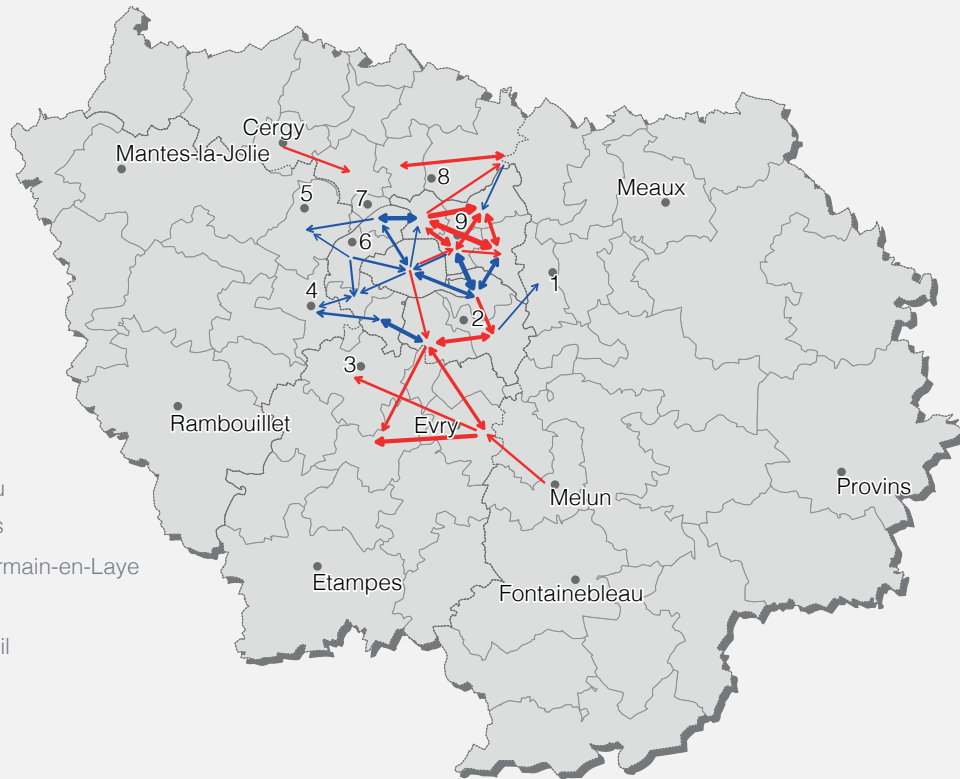 Cergy
Mantes-la-Jolie
5
7
8
Meaux
9
6
4
1
2
3
Rambouillet
Evry
Melun
Provins
Etampes
Fontainebleau
rmain-en-Laye